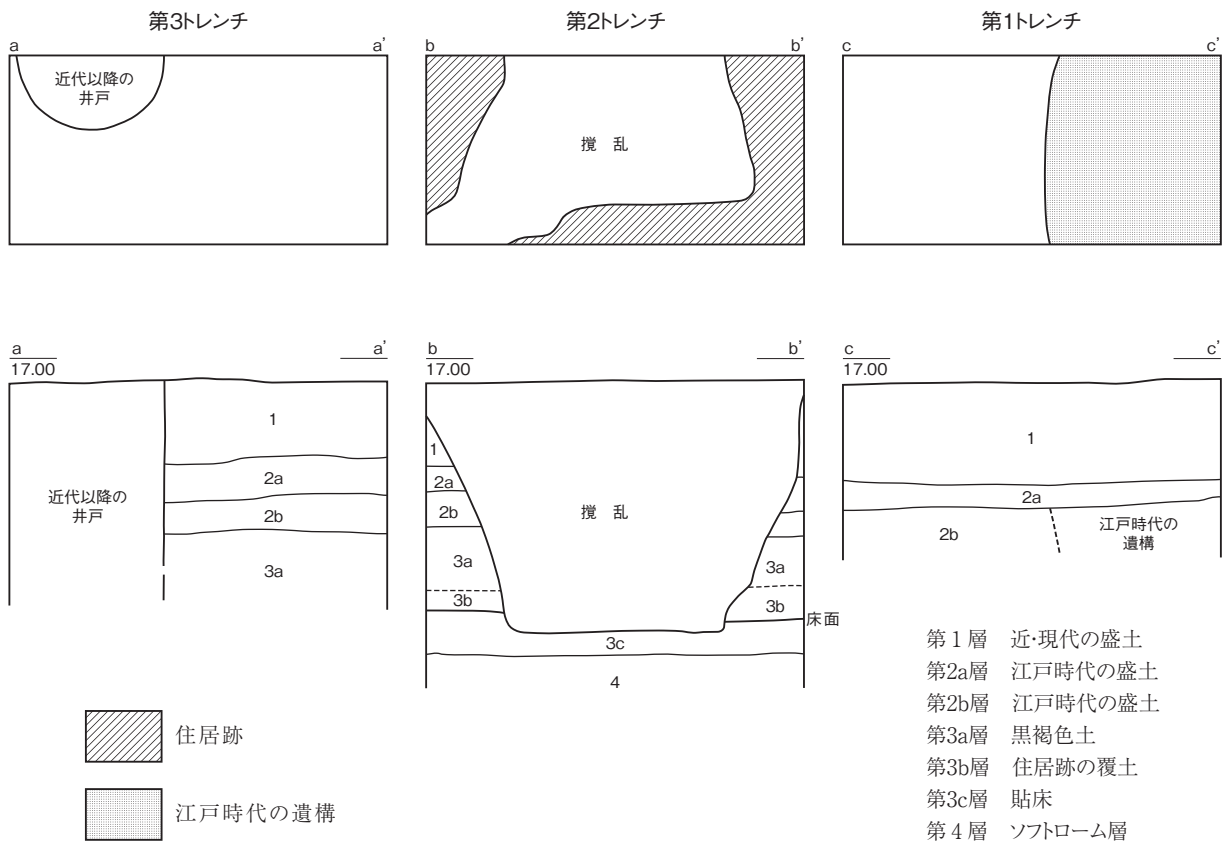 第3トレンチ
第2トレンチ
第1トレンチ
a
a'
b
b'
c
c'
近代以降の
井戸
撹 乱
a
a'
b
b'
c
c'
17.00
17.00
17.00
1
2a
2b
3a
近代以降の
井戸
1
2a
2b
3a
3b
撹 乱
3a
3b
床面
3c
4
1
2a
2b
江戸時代の
遺構
住居跡
江戸時代の遺構
第1層 近・現代の盛土
第2a層 江戸時代の盛土
第2b層 江戸時代の盛土
第3a層 黒褐色土
第3b層 住居跡の覆土
第3c層 貼床
第4層 ソフトローム層